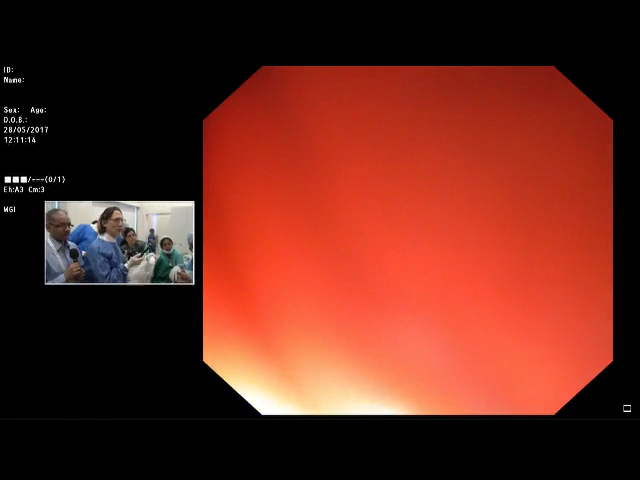 ID:
Name:
Sex: Age:
D.O.B.:
28/05/2017
12:11:14
■■■/---(0/1)
Eh:A3 Cm:3
MGI